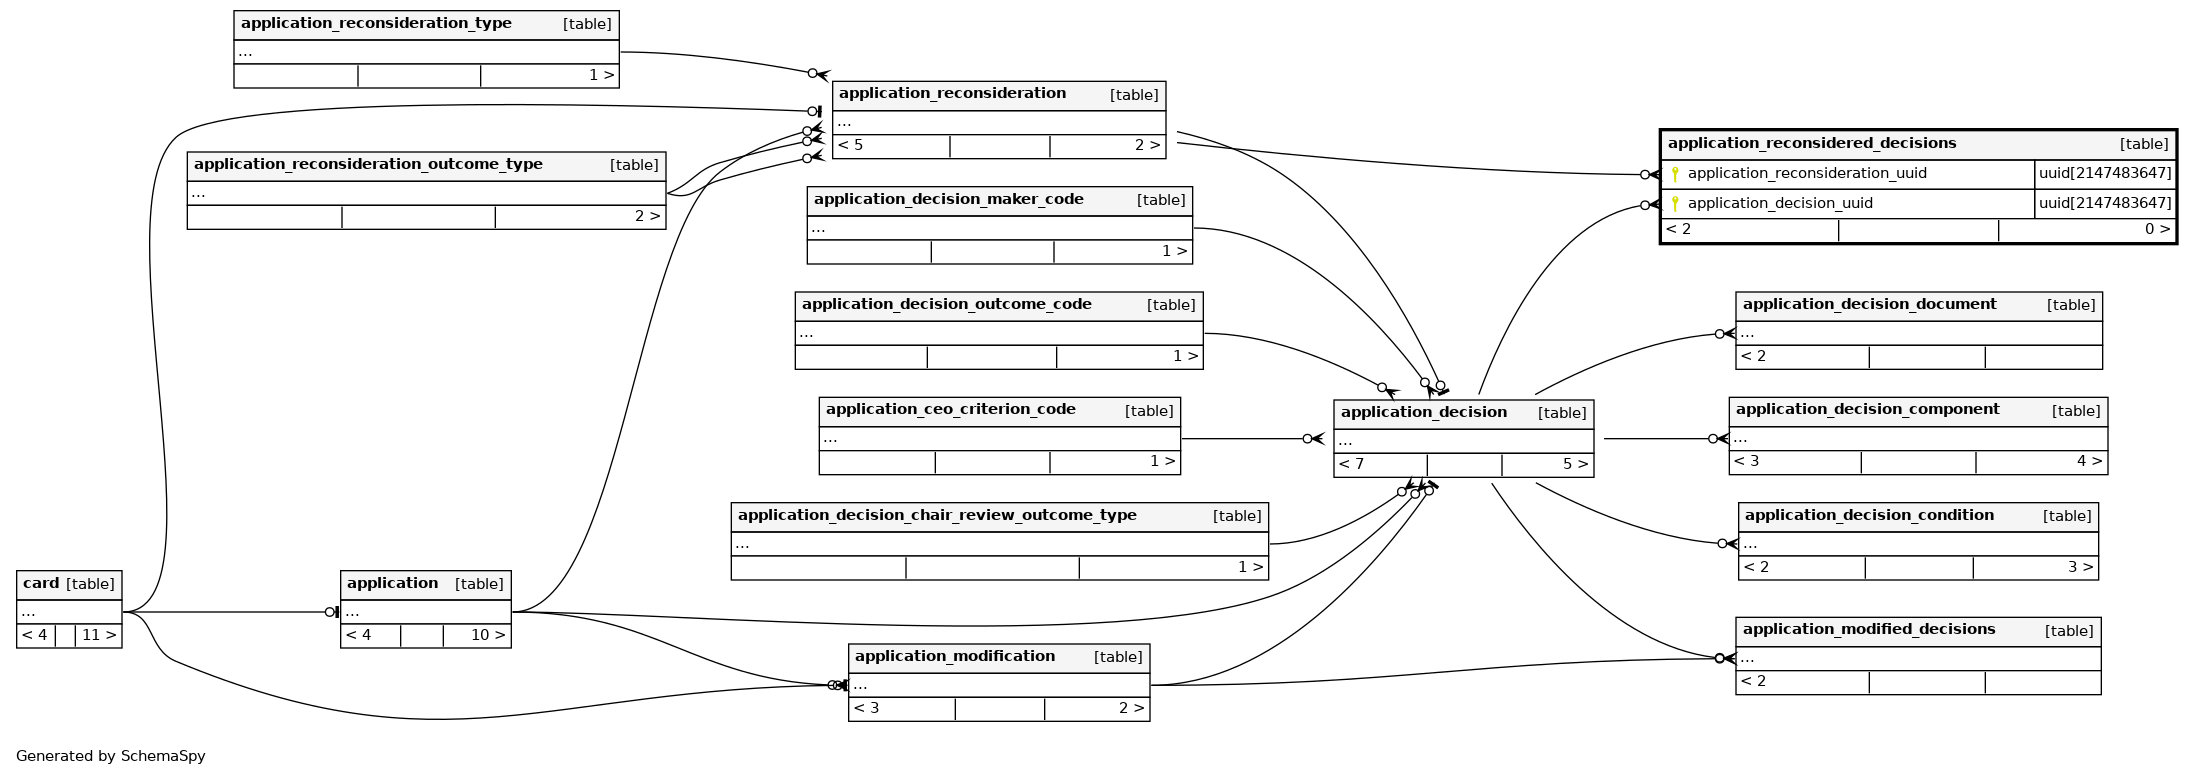 application_reconsideration_type [table]
...
1 >
application_reconsideration [table]
...
< 5 2 >
application_reconsidered_decisions [table]
application_reconsideration_uuid uuid[2147483647]
application_decision_uuid uuid[2147483647]
< 2 0 >
application_reconsideration_outcome_type [table]
...
2 >
application_decision_maker_code [table]
...
1 >
application_decision_outcome_code [table]
...
1 >
application_decision_document [table]
...
< 2
application_ceo_criterion_code [table]
...
1 >
application_decision [table]
...
< 7 5 >
application_decision_component [table]
...
< 3 4 >
application_decision_chair_review_outcome_type [table]
...
1 >
application_decision_condition [table]
...
< 2 3 >
card [table]
...
< 4 11 >
application [table]
...
< 4 10 >
application_modification [table]
...
< 3 2 >
application_modified_decisions [table]
...
< 2
Generated by SchemaSpy